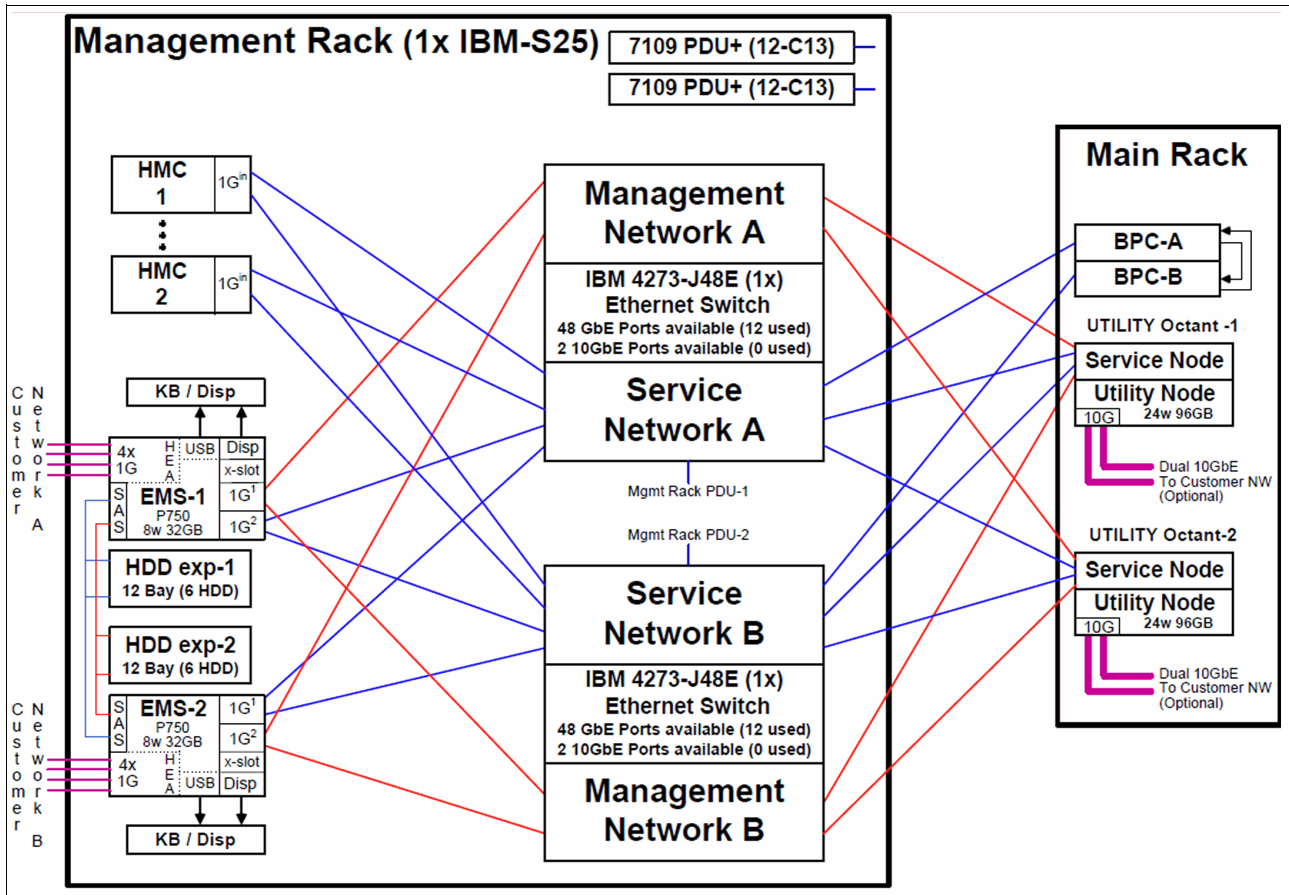 Management Rack (1x IBM-S25)
7109 PDU+ (12-C13)
7109 PDU+ (12-C13)
HMC
1
1Gⁱⁿ
HMC
2
1Gⁱⁿ
Management
Network A
IBM 4273-J48E (1x)
Ethernet Switch
48 GbE Ports available (12 used)
2 10GbE Ports available (0 used)
Service
Network A
Mgmt Rack PDU-1
Mgmt Rack PDU-2
Service
Network B
IBM 4273-J48E (1x)
Ethernet Switch
48 GbE Ports available (12 used)
2 10GbE Ports available (0 used)
Management
Network B
Customer
Network A
KB / Disp
4x
1G
HEA
USB
Disp
x-slot
1G¹
1G²
SAS
EMS-1
P750
8w 32GB
HDD exp-1
12 Bay (6 HDD)
HDD exp-2
12 Bay (6 HDD)
Customer
Network B
SAS
EMS-2
P750
8w 32GB
1G¹
1G²
x-slot
4x
1G
HEA
USB
Disp
KB / Disp
Main Rack
BPC-A
BPC-B
UTILITY Octant -1
Service Node
Utility Node
24w 96GB
10G
Dual 10GbE
To Customer NW
(Optional)
UTILITY Octant-2
Service Node
Utility Node
24w 96GB
10G
Dual 10GbE
To Customer NW
(Optional)